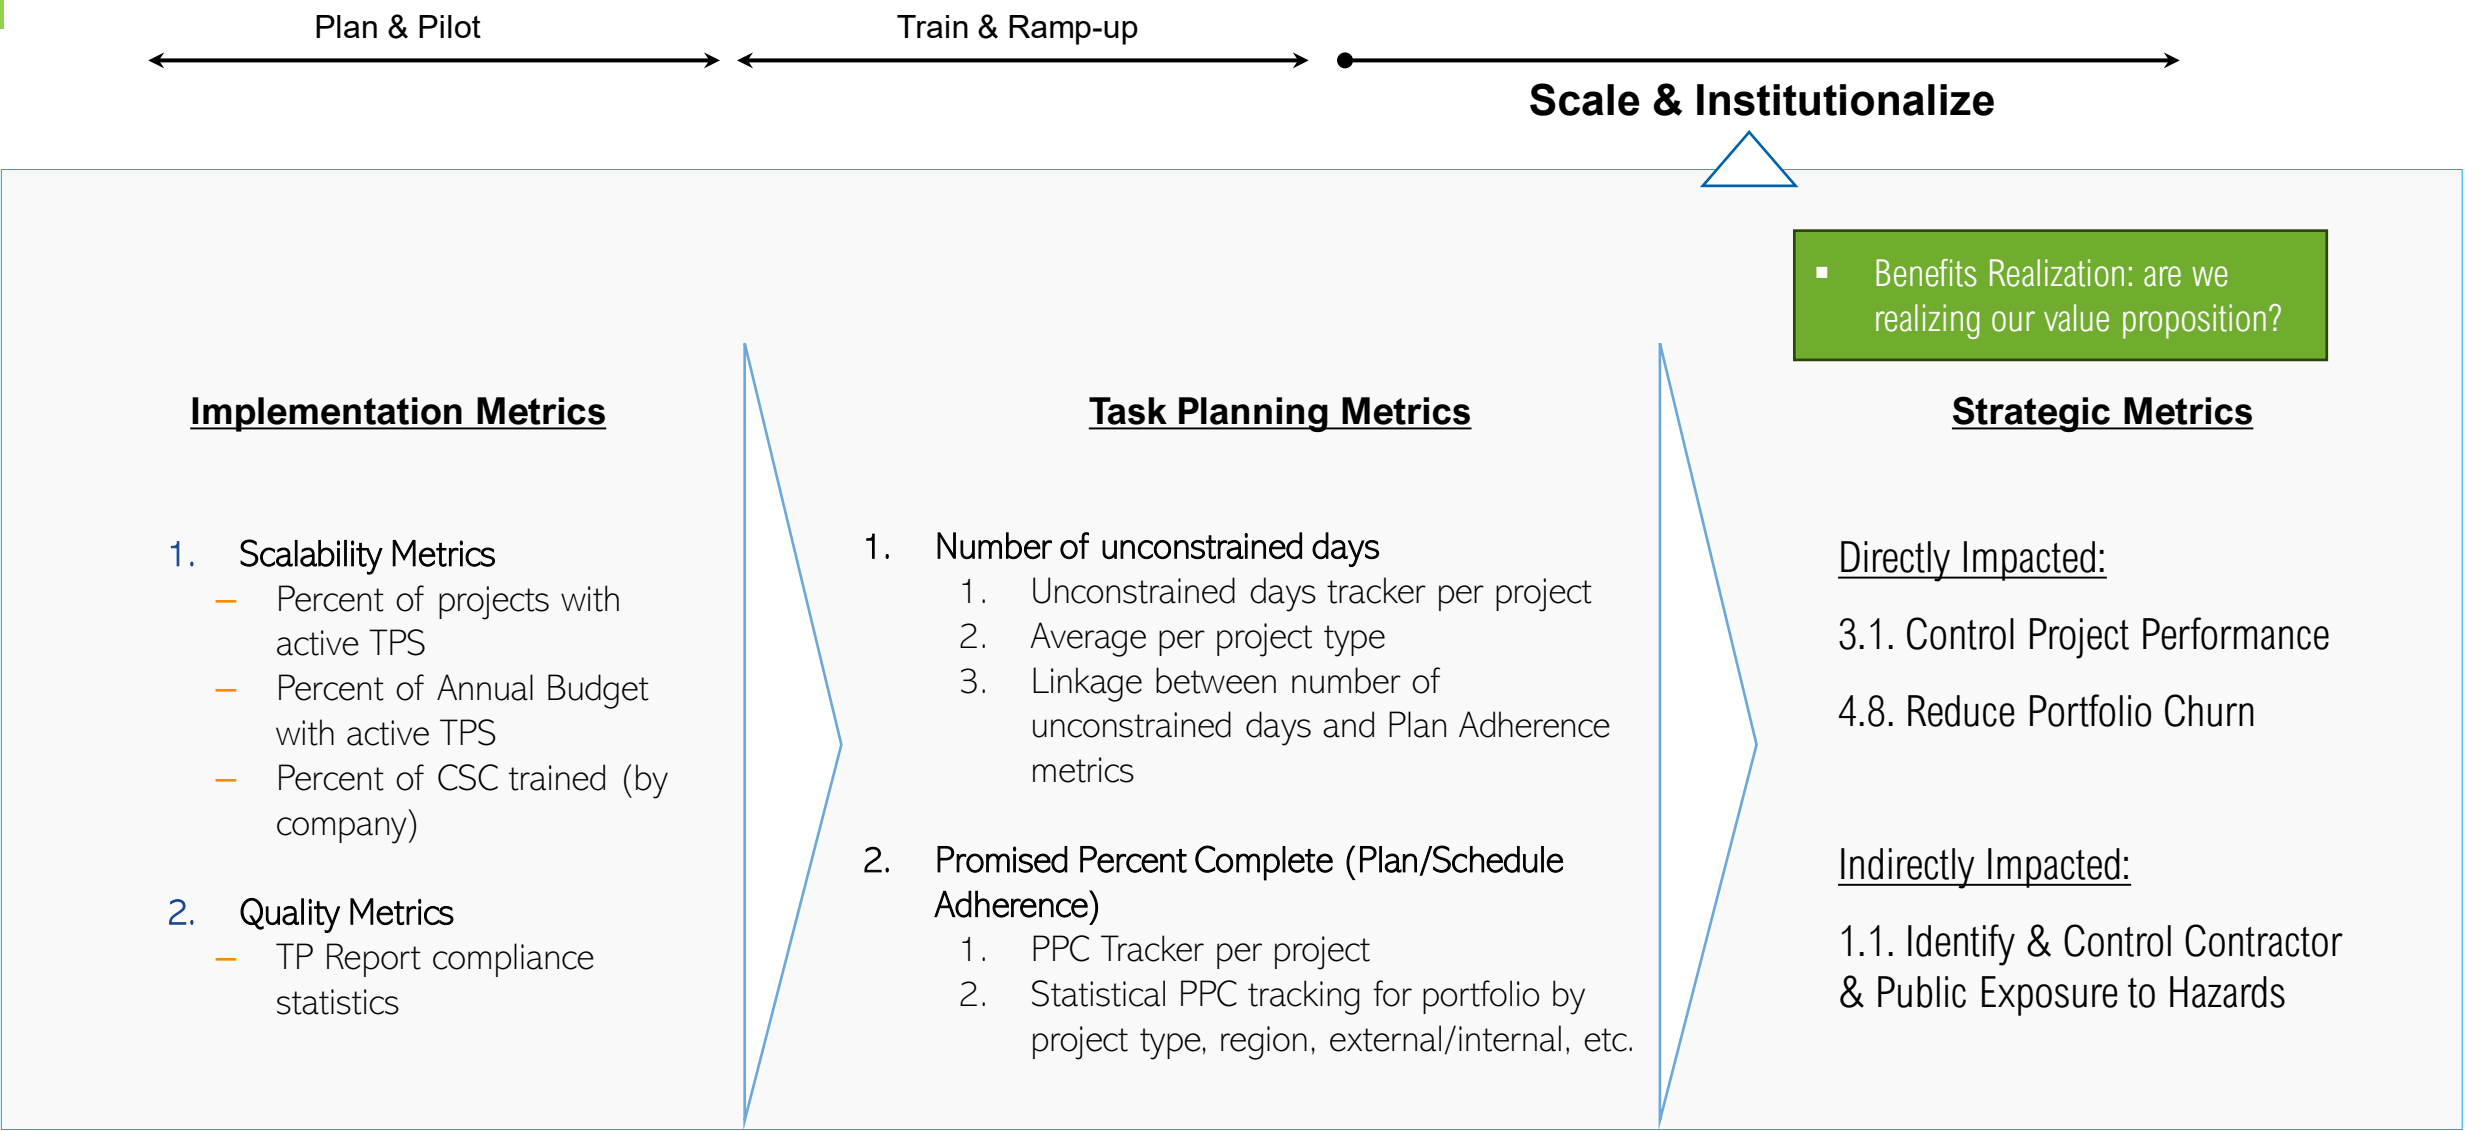 Plan & Pilot
Train & Ramp-up
Scale & Institutionalize
▪ Benefits Realization: are we
realizing our value proposition?
Implementation Metrics
1. Scalability Metrics
– Percent of projects with
active TPS
– Percent of Annual Budget
with active TPS
– Percent of CSC trained (by
company)
2. Quality Metrics
– TP Report compliance
statistics
Task Planning Metrics
1. Number of unconstrained days
1. Unconstrained days tracker per project
2. Average per project type
3. Linkage between number of
unconstrained days and Plan Adherence
metrics
2. Promised Percent Complete (Plan/Schedule
Adherence)
1. PPC Tracker per project
2. Statistical PPC tracking for portfolio by
project type, region, external/internal, etc.
Strategic Metrics
Directly Impacted:
3.1. Control Project Performance
4.8. Reduce Portfolio Churn
Indirectly Impacted:
1.1. Identify & Control Contractor
& Public Exposure to Hazards